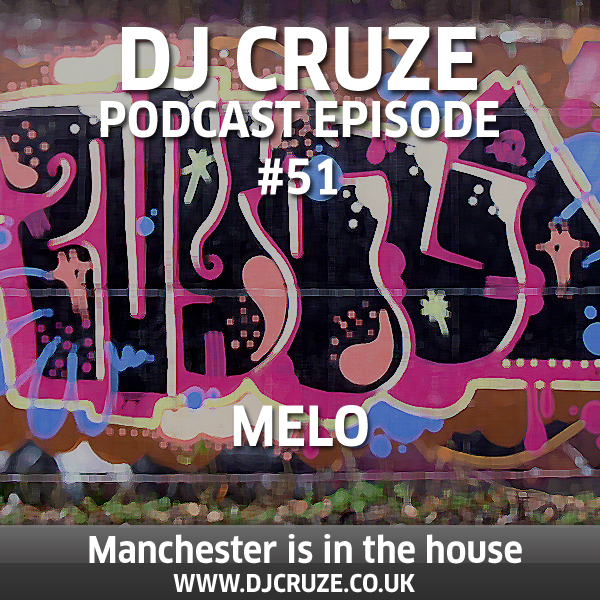 DJ CRUZE
PODCAST EPISODE
#51
MELO
Manchester is in the house
WWW.DJCRUZE.CO.UK